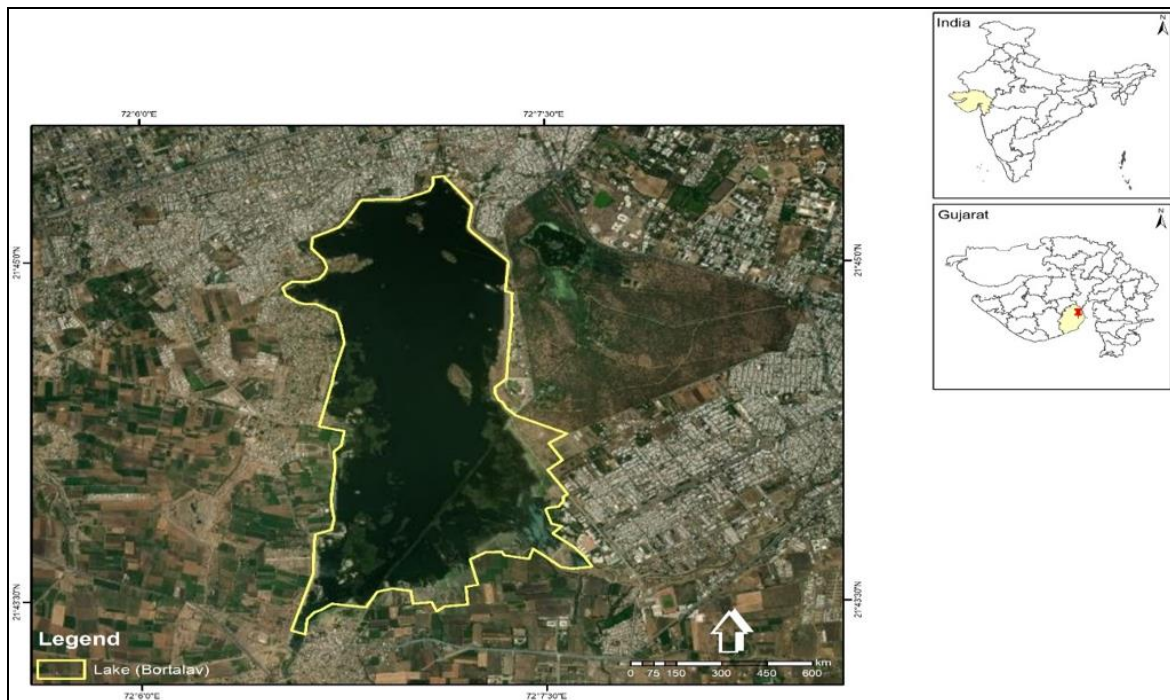 India
N
Gujarat
N
72°6'0"E
72°7'30"E
21°45'0"N
21°45'0"N
21°43'30"N
21°43'30"N
Legend
Lake (Bortalav)
km
0 75 150 300 450 600
72°6'0"E
72°7'30"E